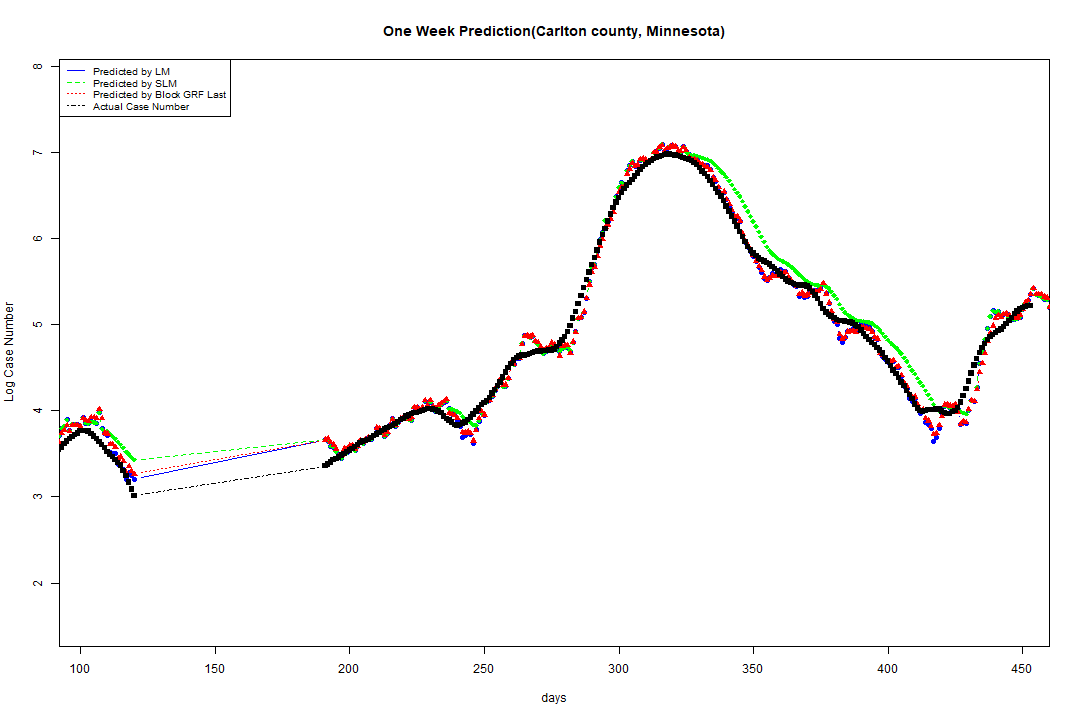 One Week Prediction(Carlton county, Minnesota)
Predicted by LM
Predicted by SLM
Predicted by Block GRF Last
Actual Case Number
8
7
6
5
4
3
2
Log Case Number
100 150 200 250 300 350 400 450
days